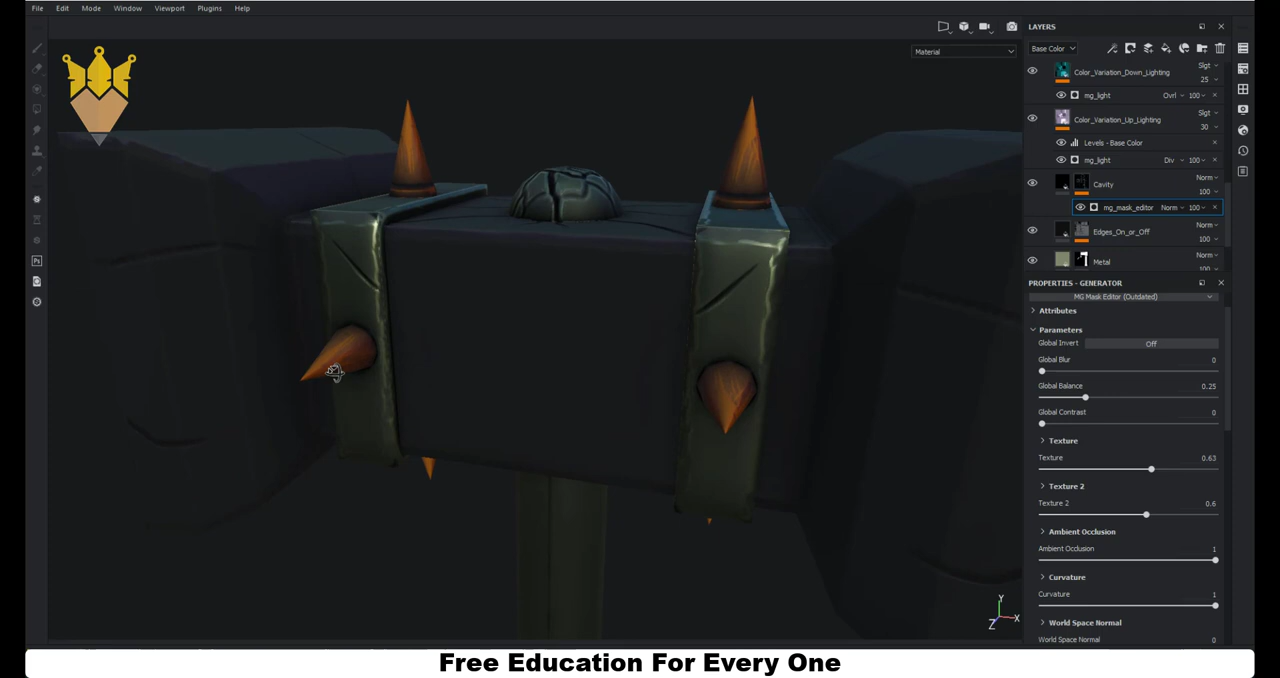 File Edit Mode Window Viewport Plugins Help
Material
LAYERS
Base Color
Color_Variation_Down_Lighting Slgt 25
mg_light Ovrl 100
Color_Variation_Up_Lighting Slgt 30
Levels - Base Color
mg_light Div 100
Cavity Norm 100
mg_mask_editor Norm 100
Edges_On_or_Off Norm 100
Metal Norm 100
PROPERTIES - GENERATOR
MG Mask Editor (Outdated)
Attributes
Parameters
Global Invert Off
Global Blur 0
Global Balance 0.25
Global Contrast 0
Texture
Texture 0.63
Texture 2
Texture 2 0.6
Ambient Occlusion
Ambient Occlusion 1
Curvature
Curvature 1
World Space Normal
World Space Normal 0
Ps
Y
X
Z
Free Education For Every One